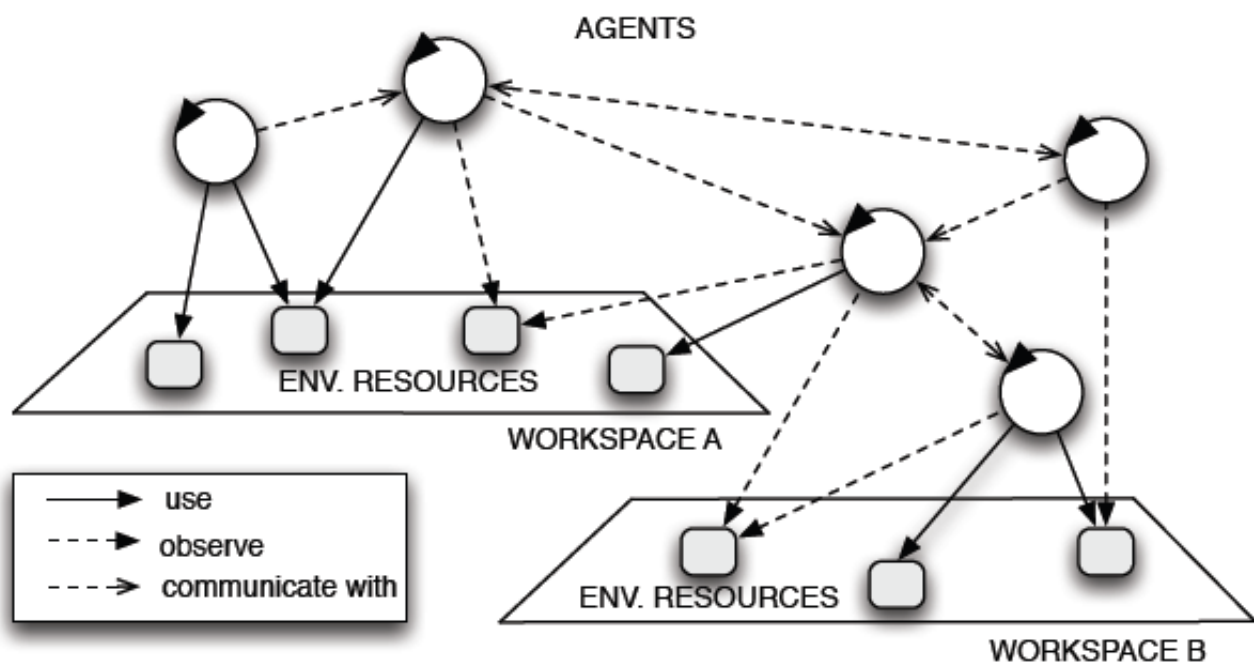 AGENTS
ENV. RESOURCES
WORKSPACE A
use
observe
communicate with
ENV. RESOURCES
WORKSPACE B